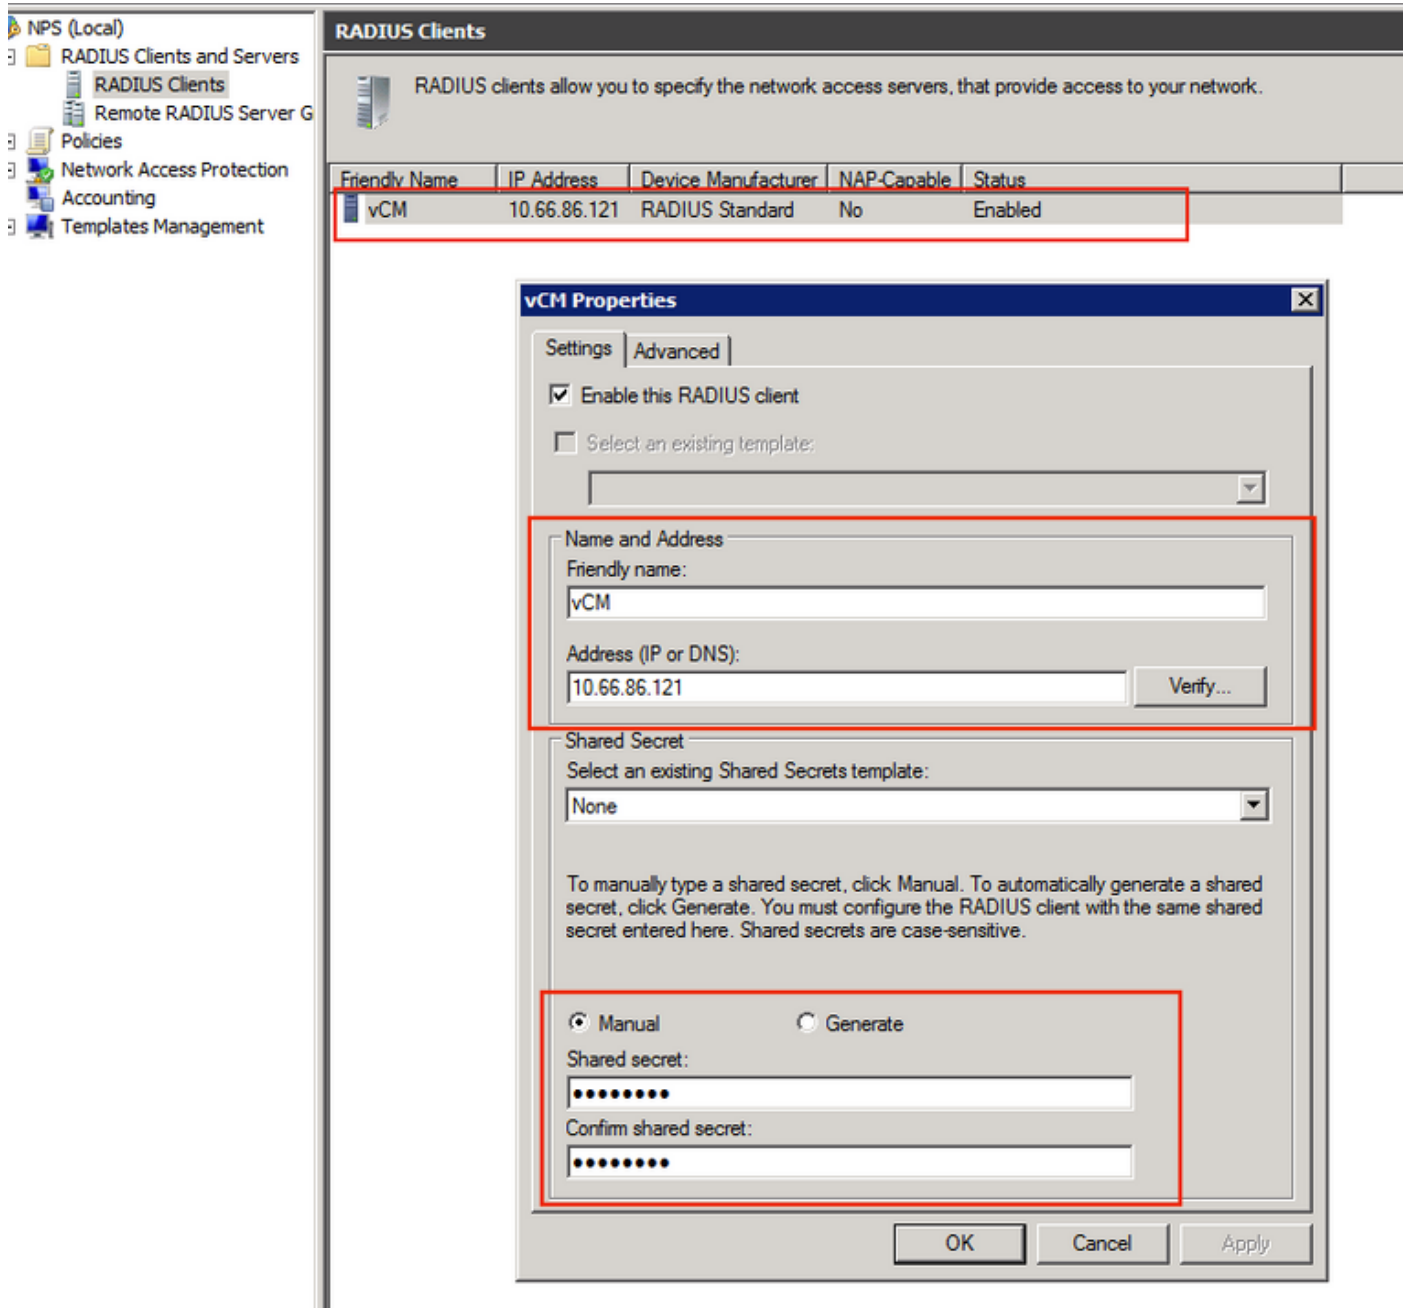 NPS (Local)
RADIUS Clients and Servers
RADIUS Clients
Remote RADIUS Server G
Policies
Network Access Protection
Accounting
Templates Management
RADIUS Clients
RADIUS clients allow you to specify the network access servers, that provide access to your network.
Friendly Name IP Address Device Manufacturer NAP-Capable Status
vCM 10.66.86.121 RADIUS Standard No Enabled
vCM Properties
Settings Advanced
Enable this RADIUS client
Select an existing template:
Name and Address
Friendly name:
vCM
Address (IP or DNS):
10.66.86.121 Verify...
Shared Secret
Select an existing Shared Secrets template:
None
To manually type a shared secret, click Manual. To automatically generate a shared
secret, click Generate. You must configure the RADIUS client with the same shared
secret entered here. Shared secrets are case-sensitive.
Manual Generate
Shared secret:
••••••••
Confirm shared secret:
••••••••
OK Cancel Apply